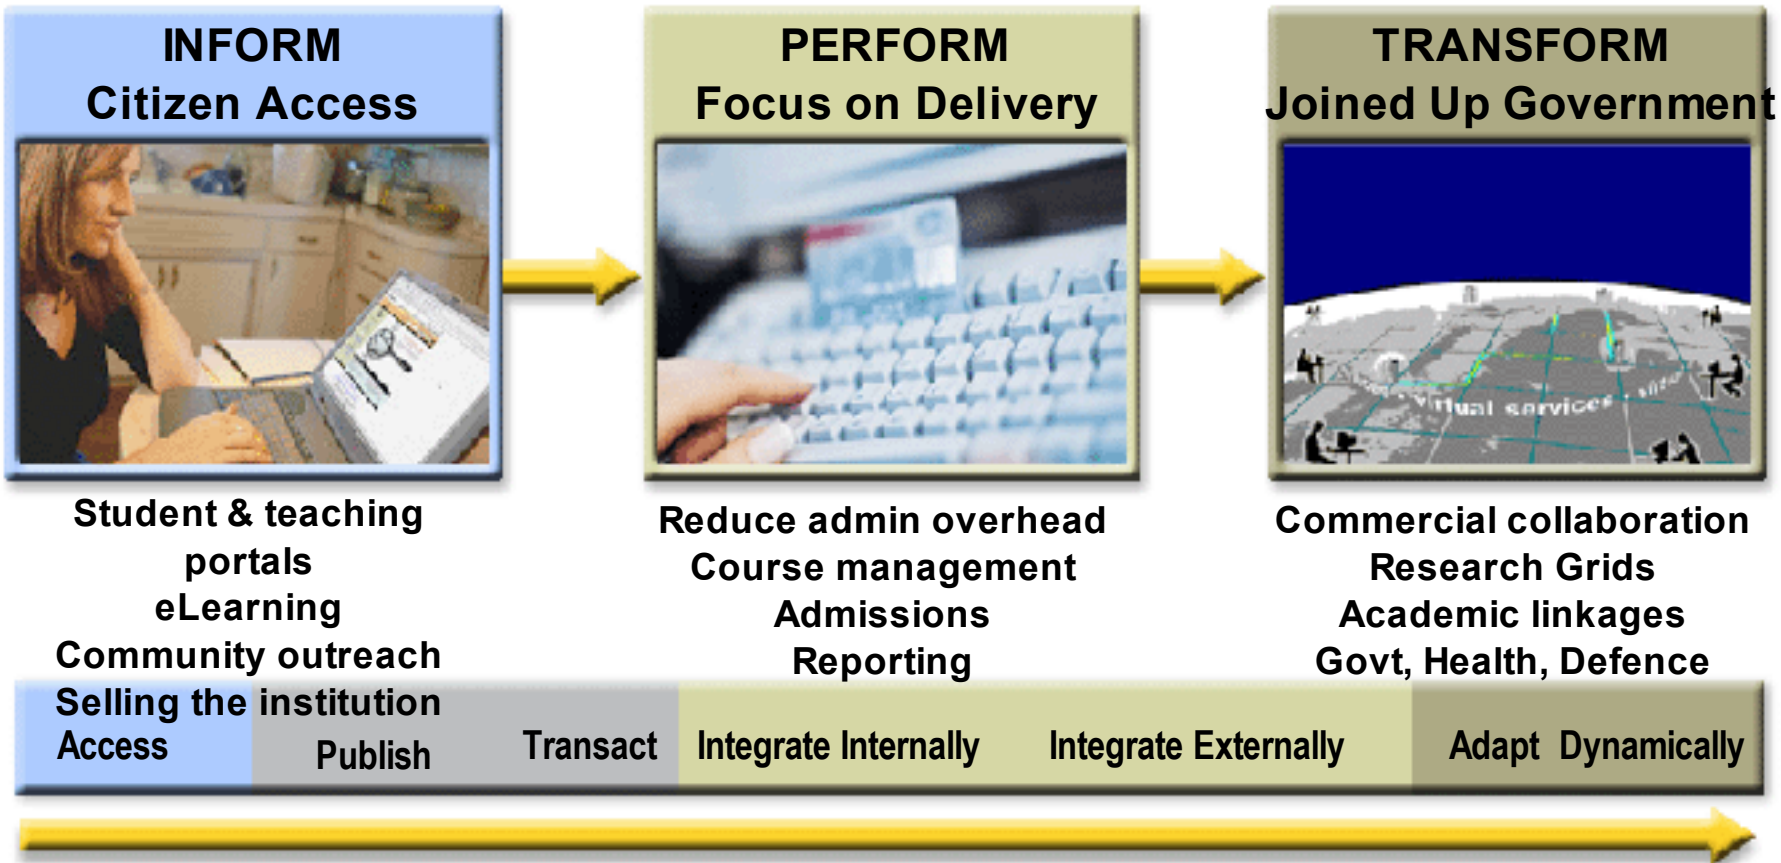 INFORM
Citizen Access
PERFORM
Focus on Delivery
TRANSFORM
Joined Up Government
virtual services
Student & teaching
portals
eLearning
Community outreach
Selling the institution
Reduce admin overhead
Course management
Admissions
Reporting
Commercial collaboration
Research Grids
Academic linkages
Govt, Health, Defence
Access
Publish
Transact
Integrate Internally
Integrate Externally
Adapt Dynamically